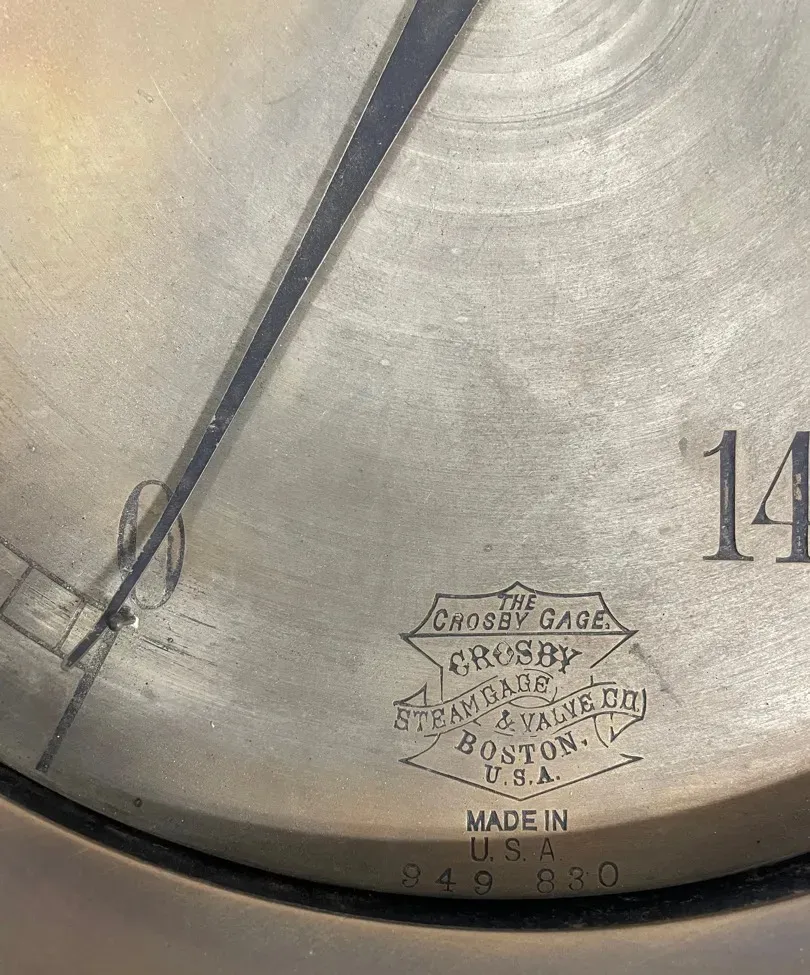 0
14
THE
CROSBY GAGE.
CROSBY
STEAM GAGE
& VALVE CO.
BOSTON.
U.S.A.
MADE IN
U.S.A.
949 830